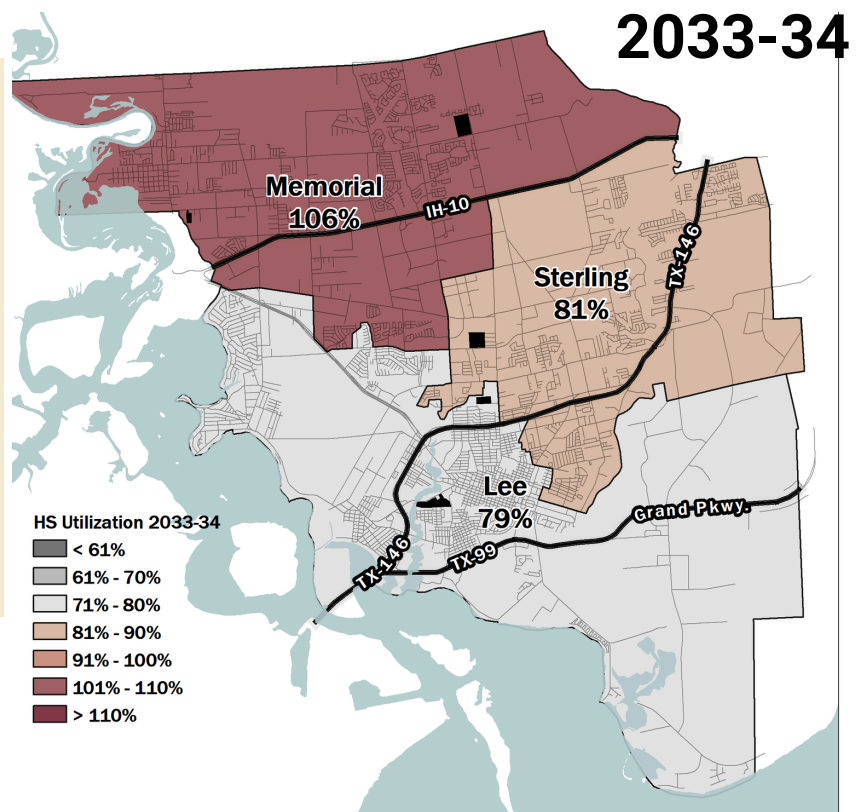 2033-34
Memorial
106%
IH-10
TX-146
Sterling
81%
Lee
79%
Grand Pkwy.
TX-99
TX-146
HS Utilization 2033-34
< 61%
61% - 70%
71% - 80%
81% - 90%
91% - 100%
101% - 110%
> 110%